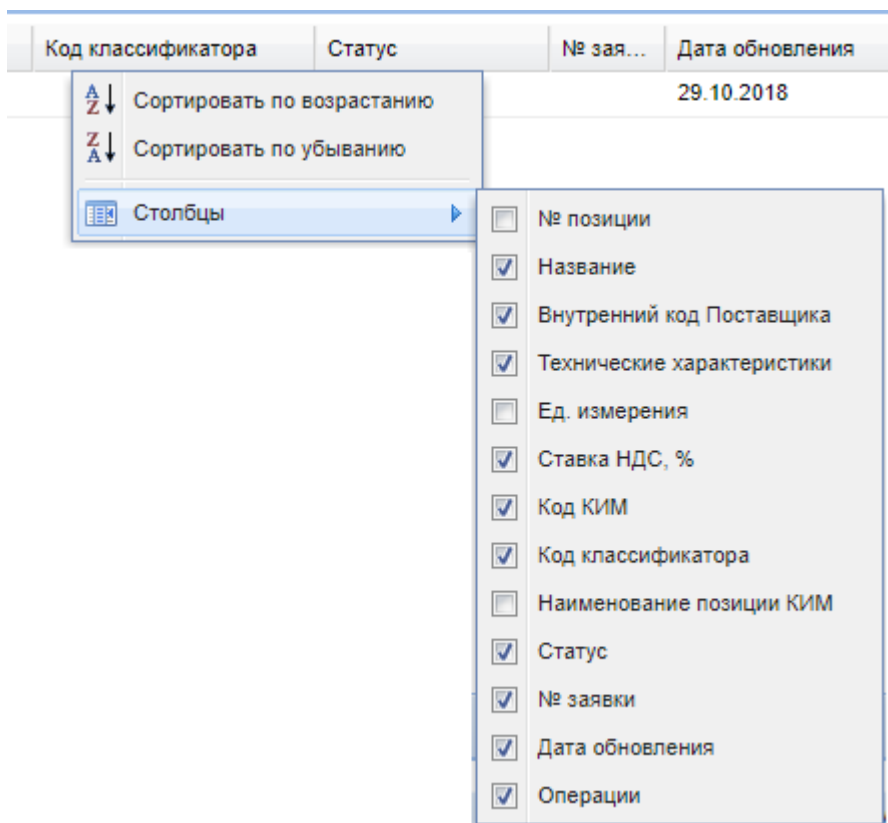 Код классификатора Статус № зая... Дата обновления
29.10.2018
Сортировать по возрастанию
Сортировать по убыванию
Столбцы
№ позиции
Название
Внутренний код Поставщика
Технические характеристики
Ед. измерения
Ставка НДС, %
Код КИМ
Код классификатора
Наименование позиции КИМ
Статус
№ заявки
Дата обновления
Операции